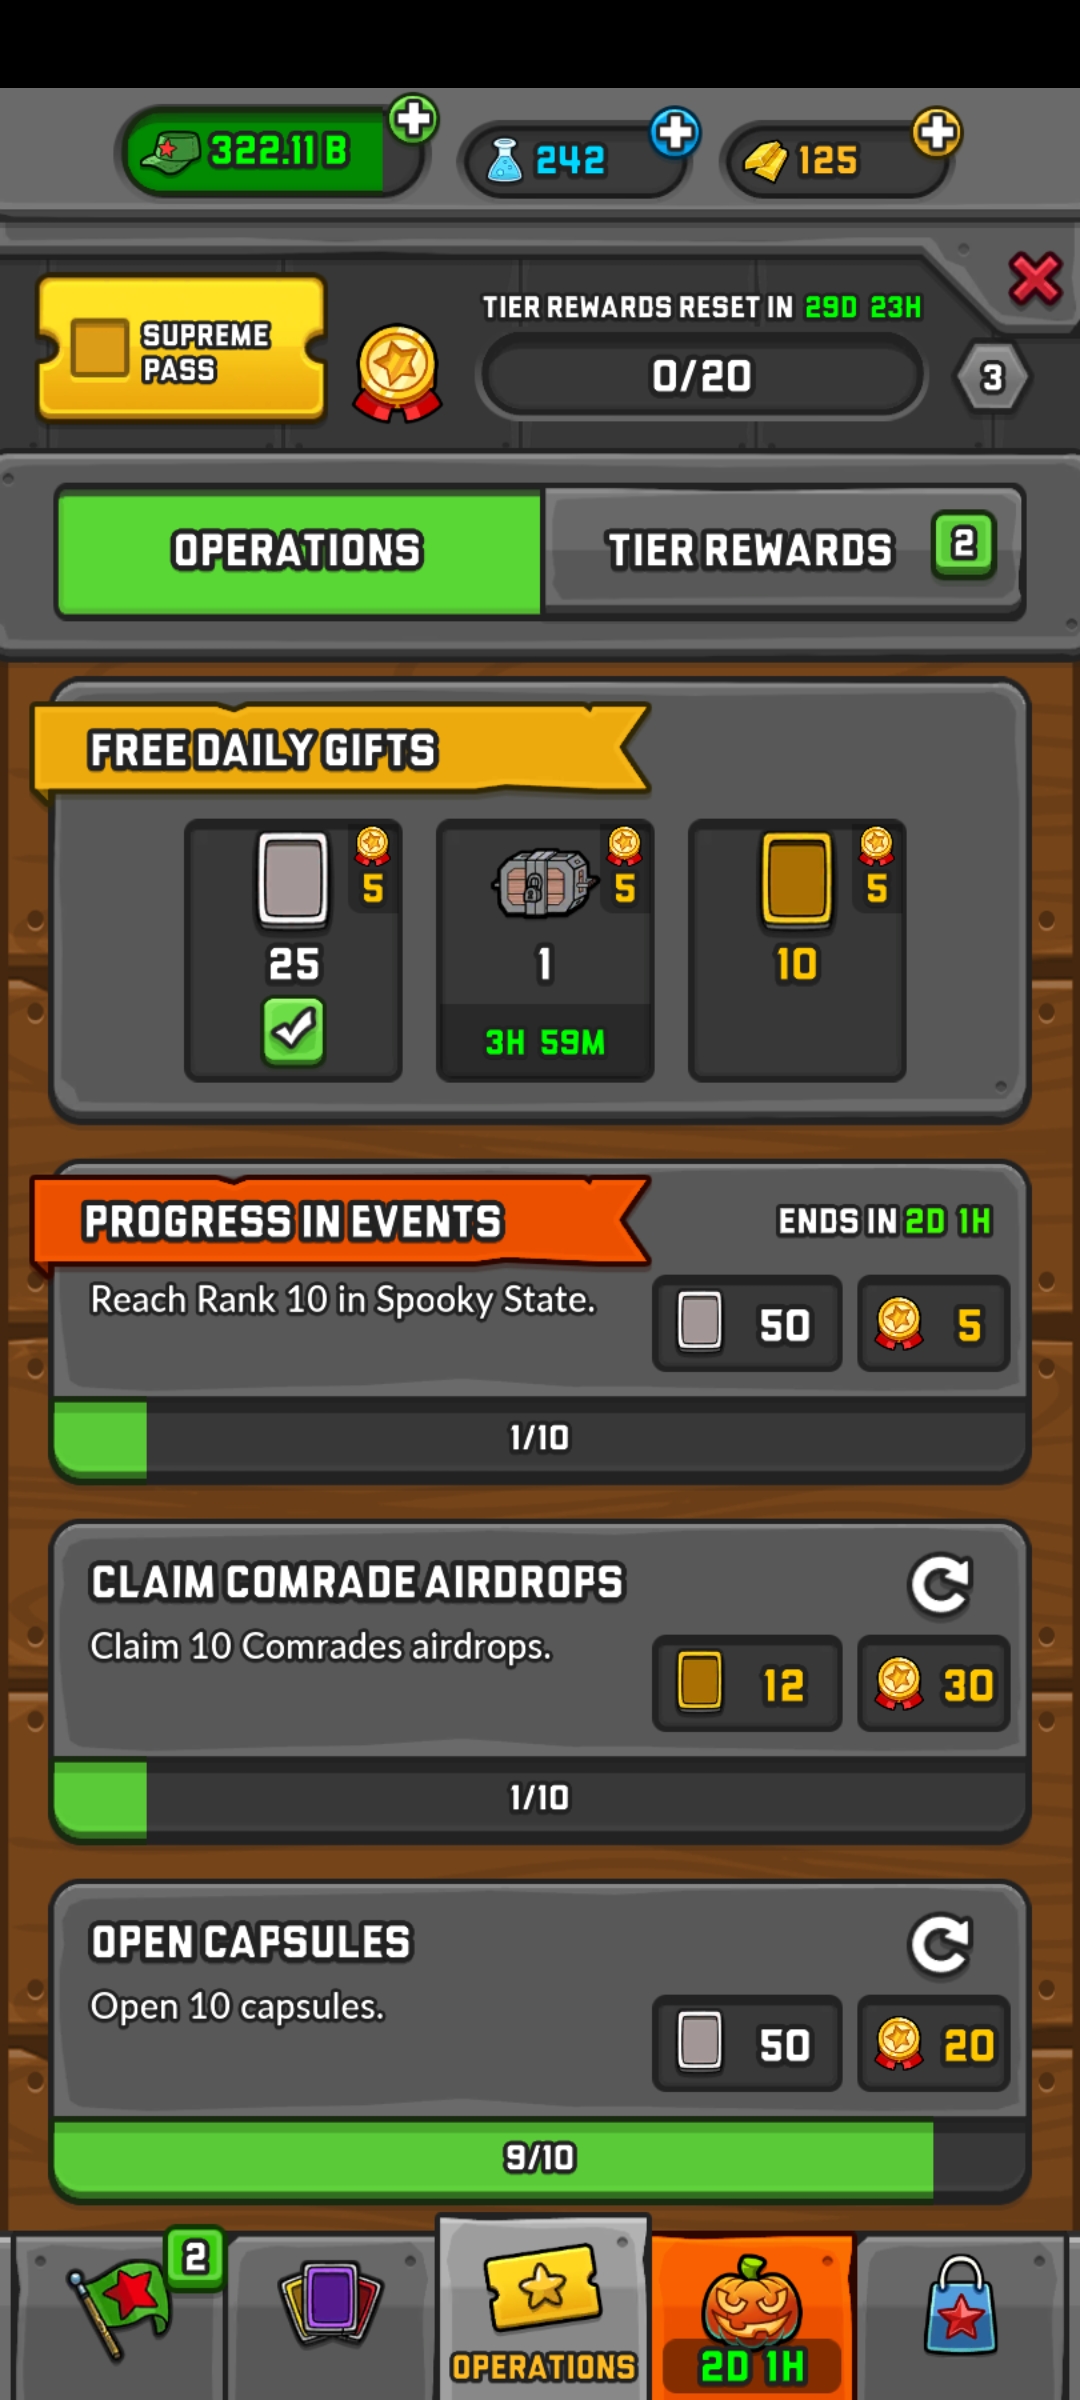 322.11 B
242
125
SUPREME
PASS
TIER REWARDS RESET IN 29D 23H
0/20
3
OPERATIONS
TIER REWARDS
2
FREE DAILY GIFTS
5
5
5
25
1
10
3H 59M
PROGRESS IN EVENTS
ENDS IN 2D 1H
Reach Rank 10 in Spooky State.
50
5
1/10
CLAIM COMRADE AIRDROPS
Claim 10 Comrades airdrops.
12
30
1/10
OPEN CAPSULES
Open 10 capsules.
50
20
9/10
2
OPERATIONS
2D 1H